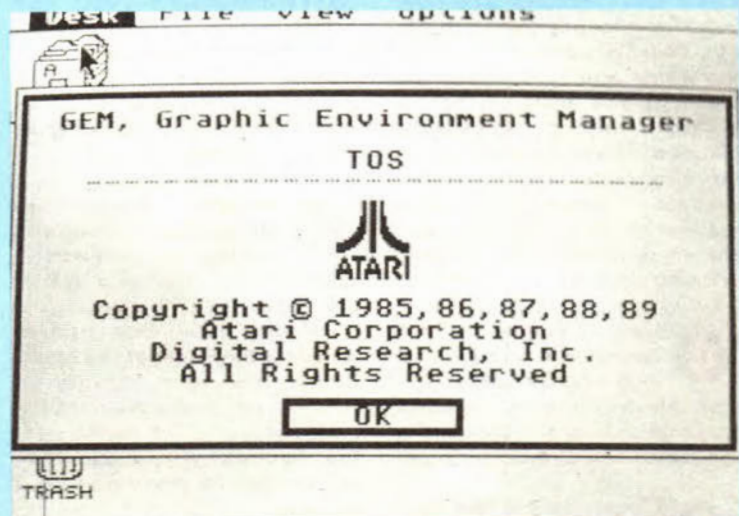 Desk File View Options
A
GEM, Graphic Environment Manager
TOS
ATARI
Copyright © 1985,86,87,88,89
Atari Corporation
Digital Research, Inc.
All Rights Reserved
OK
TRASH